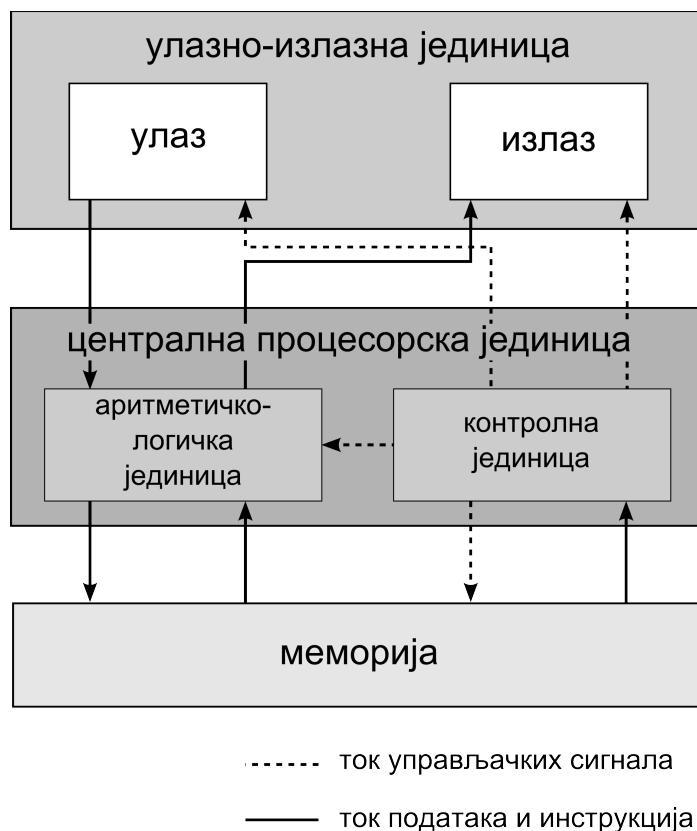 улазно-излазна јединица
улаз
излаз
централна процесорска јединица
аритметичко-
логичка
јединица
контролна
јединица
меморија
ток управљачких сигнала
ток података и инструкција